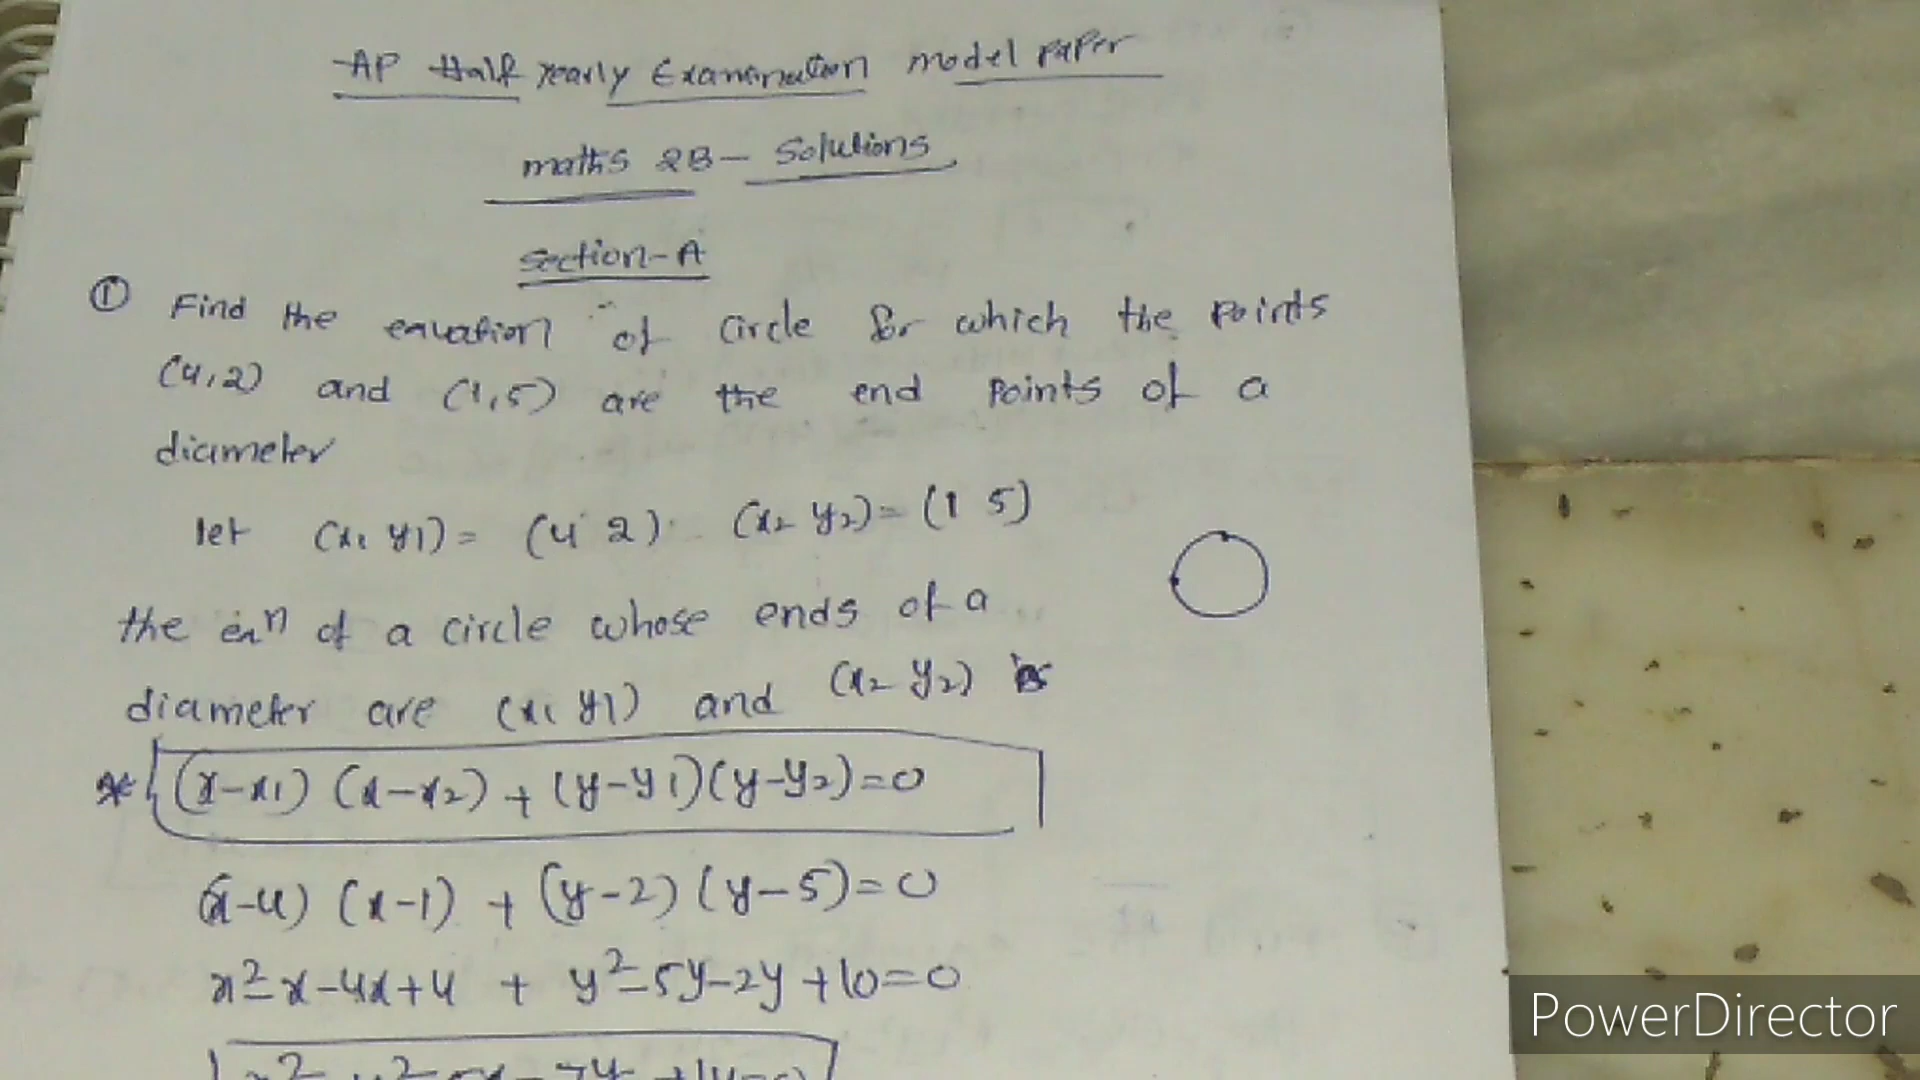 AP Half Yearly Examination model paper
maths 2B - Solutions
Section-A
① Find the equation of circle for which the points
(4,2) and (1,5) are the end points of a
diameter
let (x1 y1) = (4 2) (x2 y2) = (1 5)
the eqn of a circle whose ends of a
diameter are (x1 y1) and (x2 y2) is
* (x-x1) (x-x2) + (y-y1)(y-y2)=0
(x-4) (x-1) + (y-2) (y-5)=0
x²-x-4x+4 + y²-5y-2y+10=0
PowerDirector